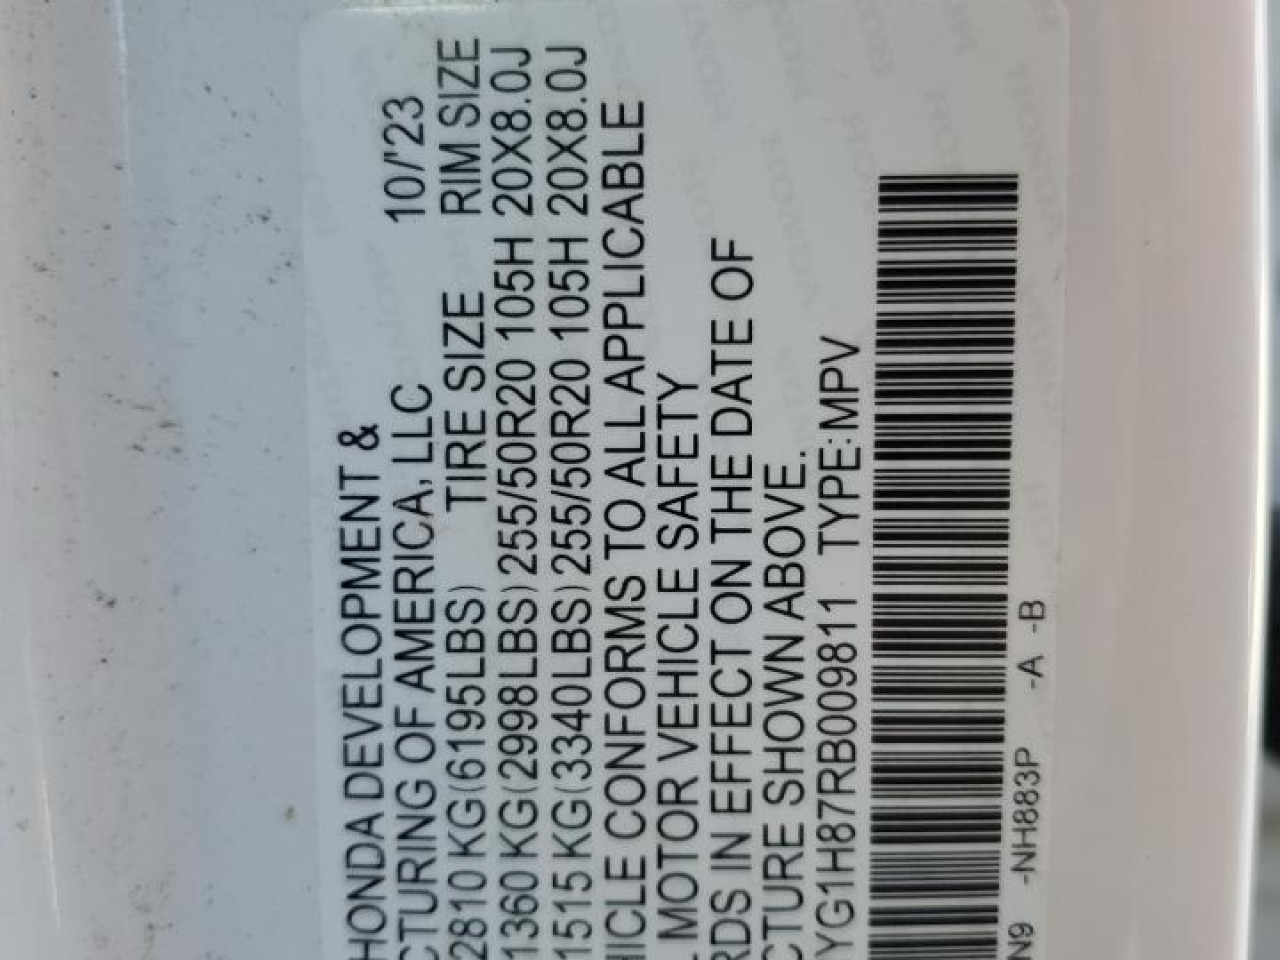 HONDA DEVELOPMENT &
CTURING OF AMERICA, LLC 10/'23
TIRE SIZE RIM SIZE
2810 KG(6195LBS)
1360 KG(2998LBS) 255/50R20 105H 20X8.0J
1515 KG(3340LBS) 255/50R20 105H 20X8.0J
HICLE CONFORMS TO ALL APPLICABLE
L MOTOR VEHICLE SAFETY
RDS IN EFFECT ON THE DATE OF
CTURE SHOWN ABOVE.
YG1H87RB009811 TYPE:MPV
N9 -NH883P -A -B